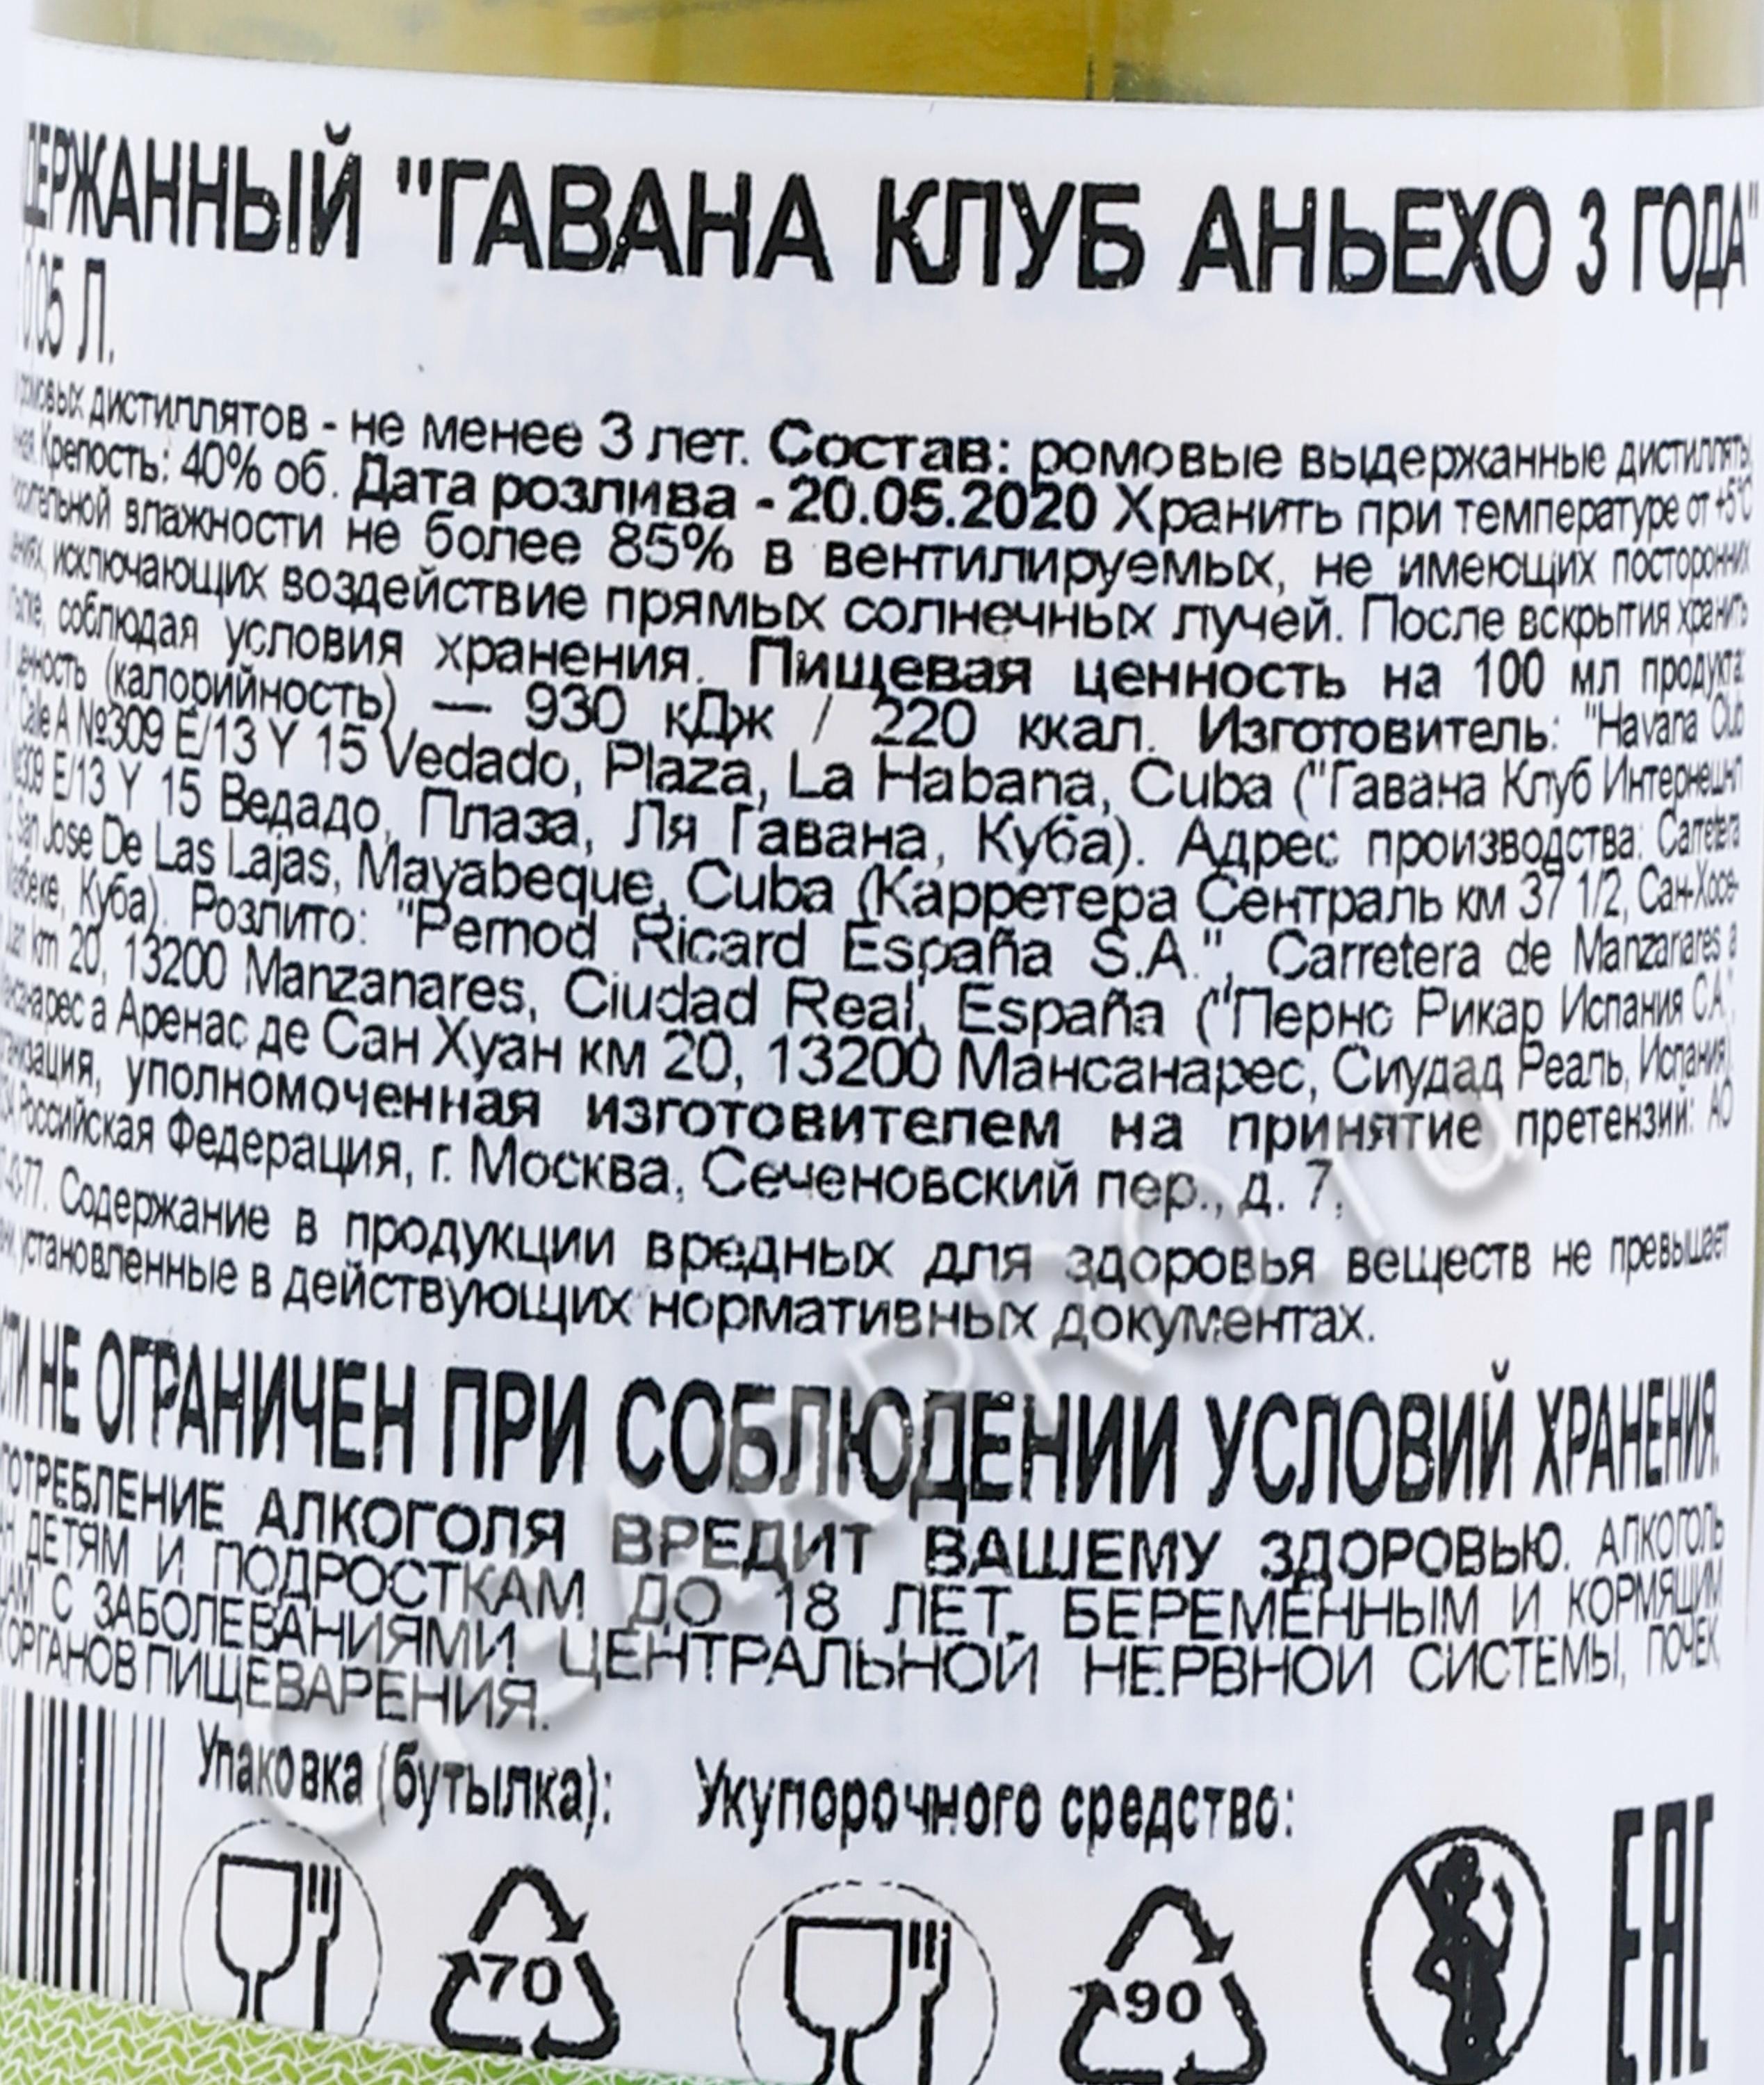 ДЕРЖАННЫЙ "ГАВАНА КЛУБ АНЬЕХО 3 ГОДА"
0.05 Л.
дистиллятов - не менее 3 лет. Состав: ромовые выдержанные дистилляты
Крепость: 40% об. Дата розлива - 20.05.2020 Хранить при температуре от +5°С
влажности не более 85% в вентилируемых, не имеющих посторонних
исключающих воздействие прямых солнечных лучей. После вскрытия хранить
соблюдая условия хранения. Пищевая ценность на 100 мл продукта:
ценность (калорийность) — 930 кДж / 220 ккал. Изготовитель: "Havana Club
Calle A №309 E/13 Y 15 Vedado, Plaza, La Habana, Cuba ("Гавана Клуб Интернешнл
№309 E/13 Y 15 Ведадо, Плаза, Ля Гавана, Куба). Адрес производства: Carretera
San Jose De Las Lajas, Mayabeque, Cuba (Карретера Сентраль км 37 1/2, Сан-Хосе-
Куба). Розлито: "Pernod Ricard España S.A.", Carretera de Manzanares a
km 20, 13200 Manzanares, Ciudad Real, España ("Перно Рикар Испания С.А.",
а Аренас де Сан Хуан км 20, 13200 Мансанарес, Сиудад Реаль, Испания).
уполномоченная изготовителем на принятие претензий: АО
Российская Федерация, г. Москва, Сеченовский пер., д. 7,
Содержание в продукции вредных для здоровья веществ не превышает
установленные в действующих нормативных документах.
НЕ ОГРАНИЧЕН ПРИ СОБЛЮДЕНИИ УСЛОВИЙ ХРАНЕНИЯ.
ПОТРЕБЛЕНИЕ АЛКОГОЛЯ ВРЕДИТ ВАШЕМУ ЗДОРОВЬЮ. АЛКОГОЛЬ
ДЕТЯМ И ПОДРОСТКАМ ДО 18 ЛЕТ, БЕРЕМЕННЫМ И КОРМЯЩИМ
С ЗАБОЛЕВАНИЯМИ ЦЕНТРАЛЬНОЙ НЕРВНОЙ СИСТЕМЫ, ПОЧЕК,
ОРГАНОВ ПИЩЕВАРЕНИЯ.
Упаковка (бутылка): Укупорочного средство:
70 90 EAC
CIGARPRO.ru